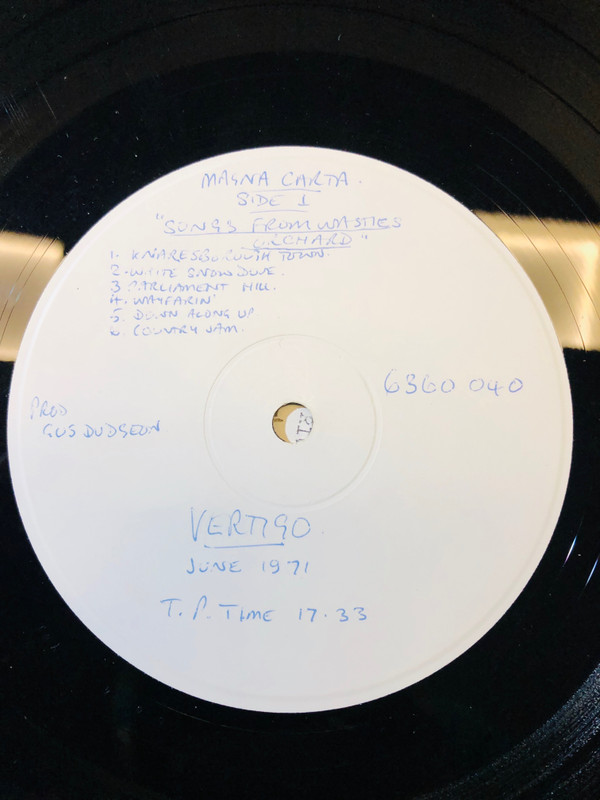 MAGNA CARTA.
SIDE 1
"SONGS FROM WASTIES
ORCHARD"
1. KNARESBOROUGH TOWN.
2. WHITE SNOW DOVE.
3 PARLIAMENT HILL.
4. WAYFARIN'
5. DOWN ALONG UP
6. COUNTRY JAM.
6360 040
PROD
GUS DUDGEON
VERTIGO.
JUNE 1971
T. P. TIME 17.33